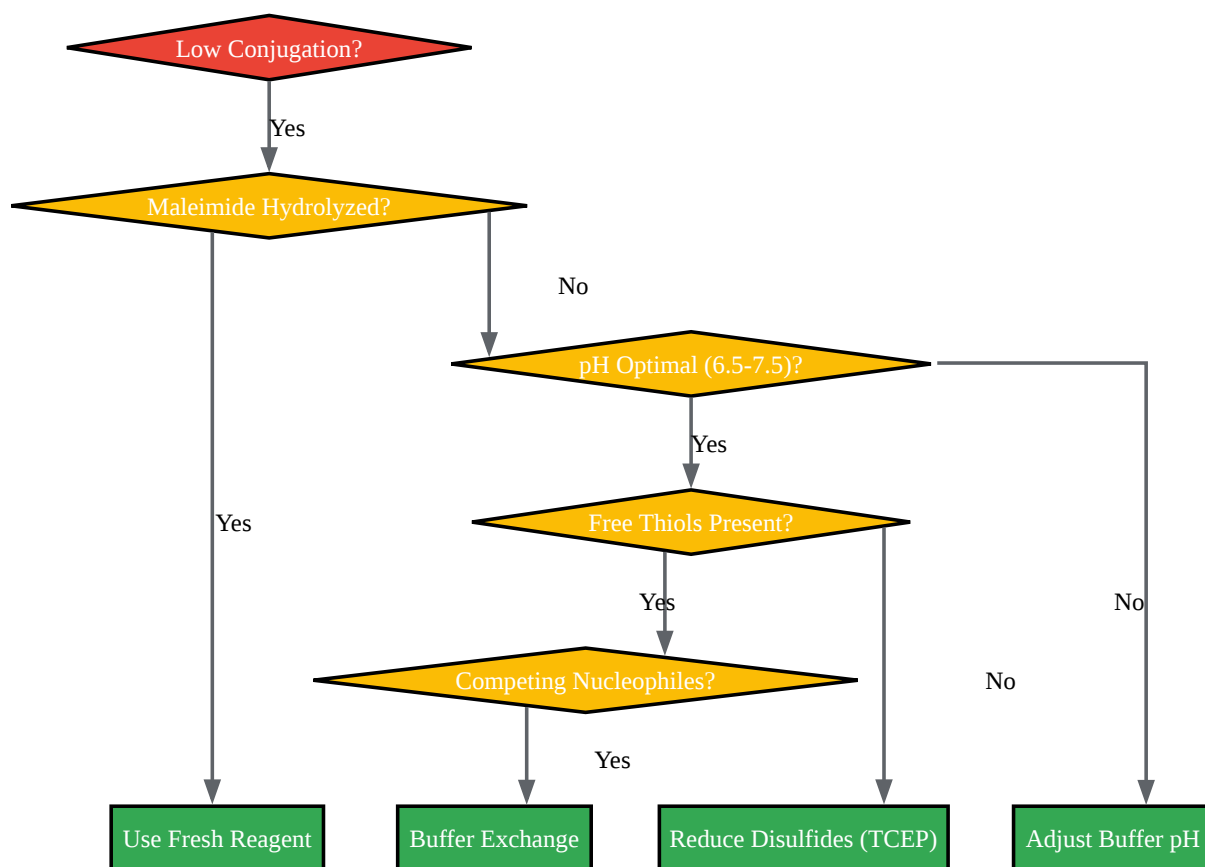 Low Conjugation?
Yes
Maleimide Hydrolyzed?
No
pH Optimal (6.5-7.5)?
Yes
Free Thiols Present?
Yes
Yes
No
Competing Nucleophiles?
No
Yes
Use Fresh Reagent
Buffer Exchange
Reduce Disulfides (TCEP)
Adjust Buffer pH